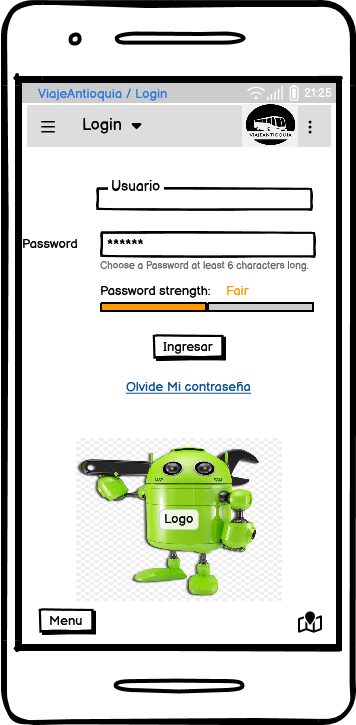 ViajeAntioquia / Login
21:25
Login
VIAJEANTIOQUIA
Usuario
Password
******
Choose a Password at least 6 characters long.
Password strength: Fair
Ingresar
Olvide Mi contraseña
Logo
Menu